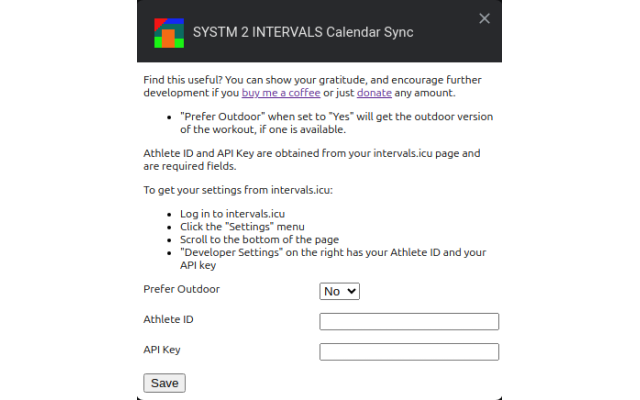 SYSTM 2 INTERVALS Calendar Sync
Find this useful? You can show your gratitude, and encourage further
development if you buy me a coffee or just donate any amount.
• "Prefer Outdoor" when set to "Yes" will get the outdoor version
of the workout, if one is available.
Athlete ID and API Key are obtained from your intervals.icu page and
are required fields.
To get your settings from intervals.icu:
• Log in to intervals.icu
• Click the "Settings" menu
• Scroll to the bottom of the page
• "Developer Settings" on the right has your Athlete ID and your
API key
Prefer Outdoor No
Athlete ID
API Key
Save